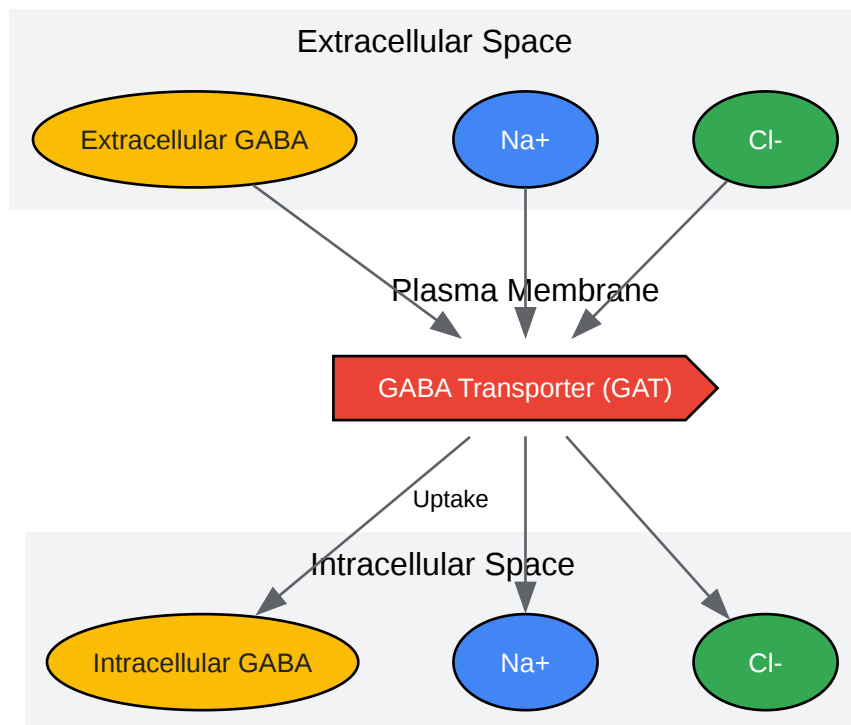 Extracellular Space
Extracellular GABA
Na+
Cl-
Plasma Membrane
GABA Transporter (GAT)
Uptake
Intracellular Space
Intracellular GABA
Na+
Cl-